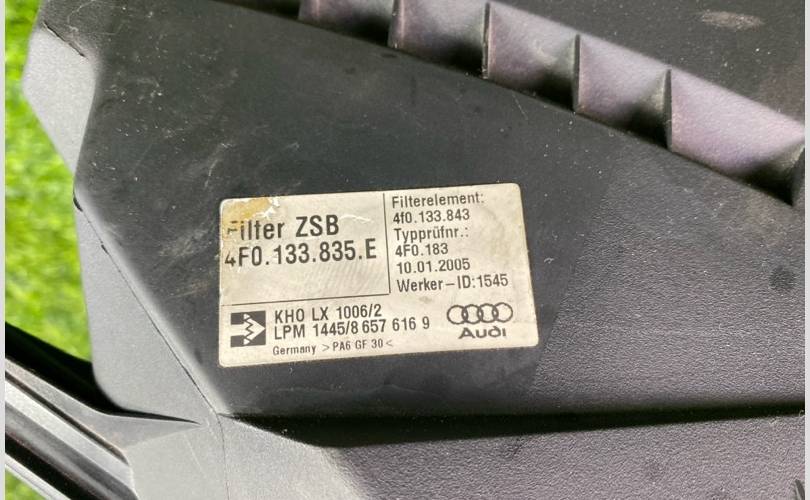 Filter ZSB
4F0.133.835.E
Filterelement:
4f0.133.843
Typprüfnr.:
4F0.183
10.01.2005
Werker-ID:1545
KHO LX 1006/2
LPM 1445/8 657 616 9
Germany >PA6 GF 30<
Audi